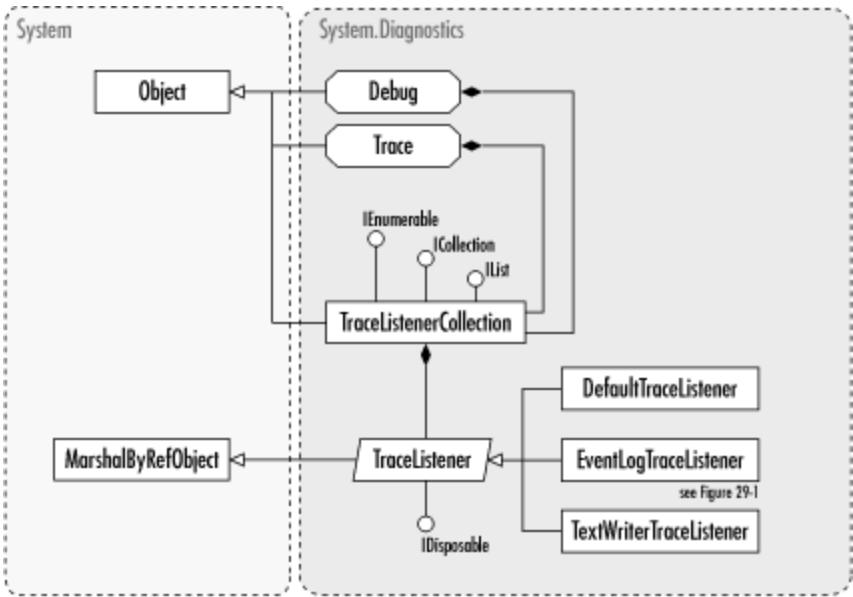 System
System.Diagnostics
Object
Debug
Trace
IEnumerable
ICollection
IList
TraceListenerCollection
DefaultTraceListener
MarshalByRefObject
TraceListener
EventLogTraceListener
see Figure 29-1
TextWriterTraceListener
IDisposable